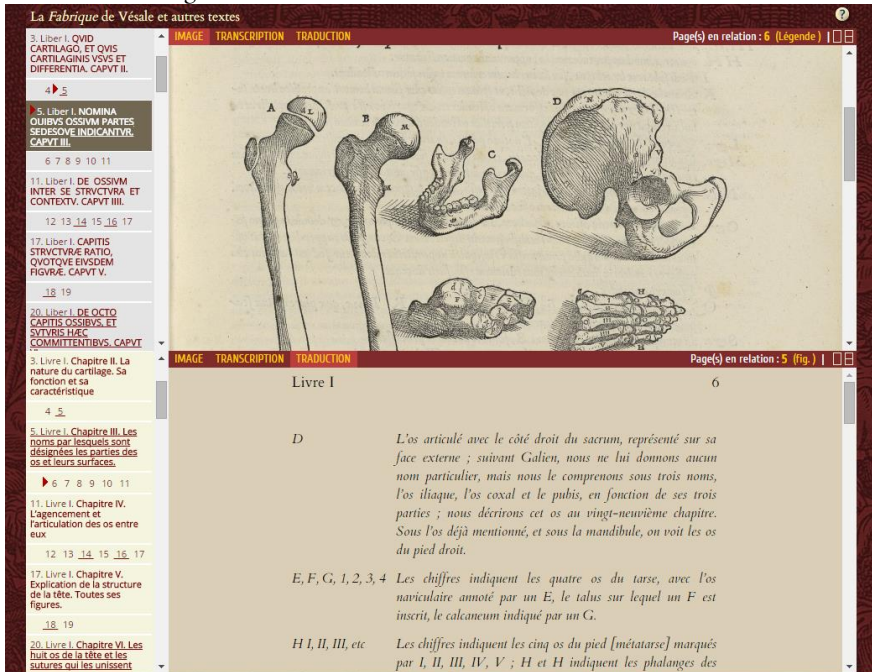 La Fabrique de Vésale et autres textes
?
3. Liber I. QVID
CARTILAGO, ET QVIS
CARTILAGINIS VSVS ET
DIFFERENTIA. CAPVT II.
4 5
5. Liber I. NOMINA
QUIBVS OSSIVM PARTES
SEDESQVE INDICANTVR.
CAPVT III.
6 7 8 9 10 11
11. Liber I. DE OSSIVM
INTER SE STRVCTVRA ET
CONTEXTV. CAPVT IIII.
12 13 14 15 16 17
17. Liber I. CAPITIS
STRVCTVRÆ RATIO,
QVOTQVE EIVSDEM
FIGVRÆ. CAPVT V.
18 19
20. Liber I. DE OCTO
CAPITIS OSSIBVS, ET
SVTVRIS HÆC
COMMITTENTIBVS. CAPVT
IMAGE TRANSCRIPTION TRADUCTION
Page(s) en relation : 6 (Légende) |
A
L
B
M
C
D
N
H
IMAGE TRANSCRIPTION TRADUCTION
Page(s) en relation : 5 (fig.) |
3. Livre I. Chapitre II. La
nature du cartilage. Sa
fonction et sa
caractéristique
4 5
5. Livre I. Chapitre III. Les
noms par lesquels sont
désignées les parties des
os et leurs surfaces.
6 7 8 9 10 11
11. Livre I. Chapitre IV.
L'agencement et
l'articulation des os entre
eux
12 13 14 15 16 17
17. Livre I. Chapitre V.
Explication de la structure
de la tête. Toutes ses
figures.
18 19
20. Livre I. Chapitre VI. Les
huit os de la tête et les
sutures qui les unissent
Livre I 6
D L'os articulé avec le côté droit du sacrum, représenté sur sa
face externe ; suivant Galien, nous ne lui donnons aucun
nom particulier, mais nous le comprenons sous trois noms,
l'os iliaque, l'os coxal et le pubis, en fonction de ses trois
parties ; nous décrirons cet os au vingt-neuvième chapitre.
Sous l'os déjà mentionné, et sous la mandibule, on voit les os
du pied droit.
E, F, G, 1, 2, 3, 4 Les chiffres indiquent les quatre os du tarse, avec l'os
naviculaire annoté par un E, le talus sur lequel un F est
inscrit, le calcaneum indiqué par un G.
H I, II, III, etc Les chiffres indiquent les cinq os du pied [métatarse] marqués
par I, II, III, IV, V ; H et H indiquent les phalanges des